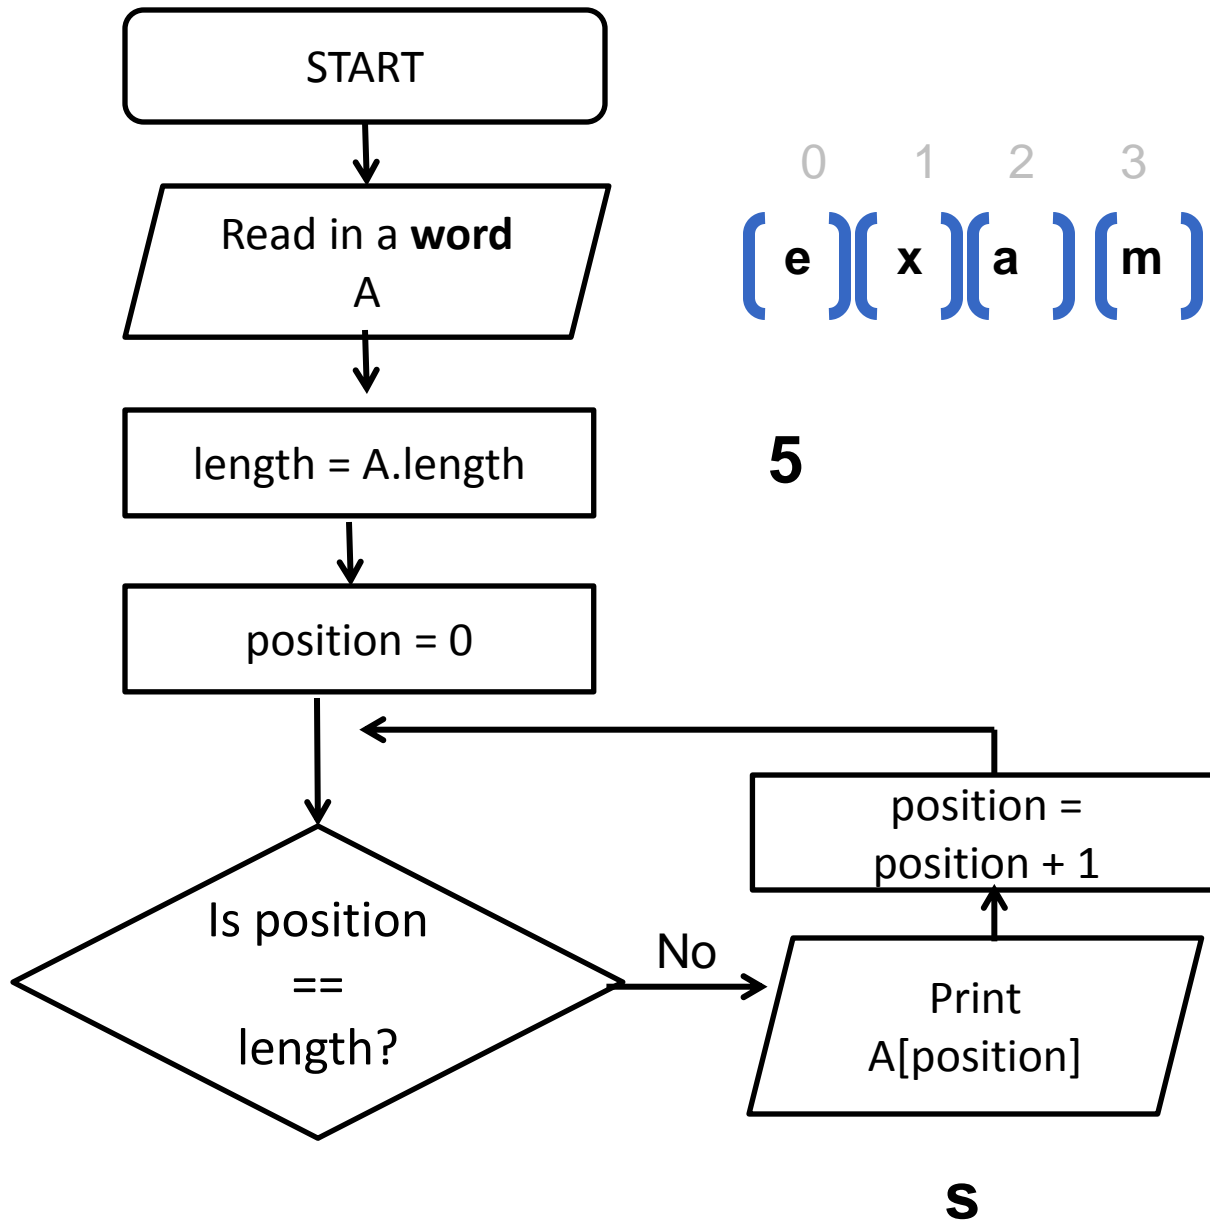 START
Read in a word
A
0 1 2 3
e x a m
length = A.length
5
position = 0
position =
position + 1
Is position
==
length?
No
Print
A[position]
s